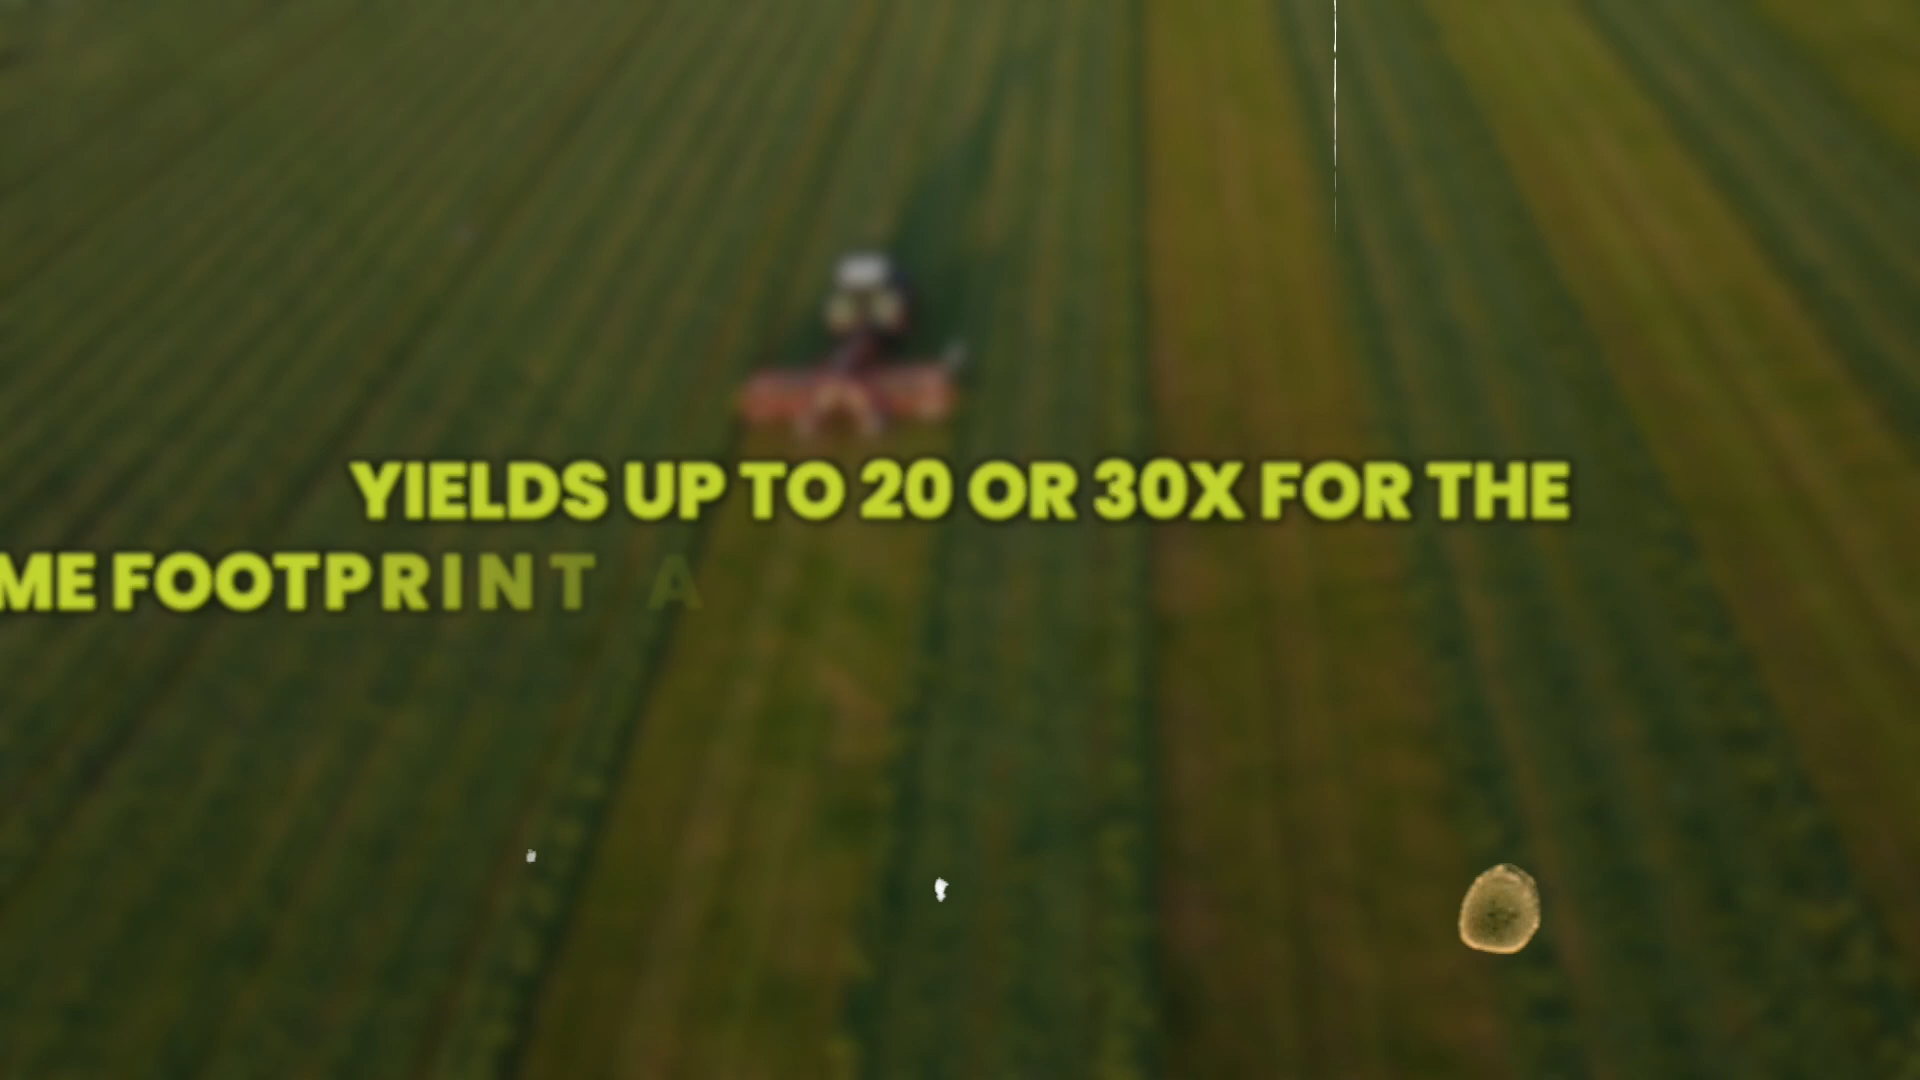 YIELDS UP TO 20 OR 30X FOR THE
ME FOOTPRINT A